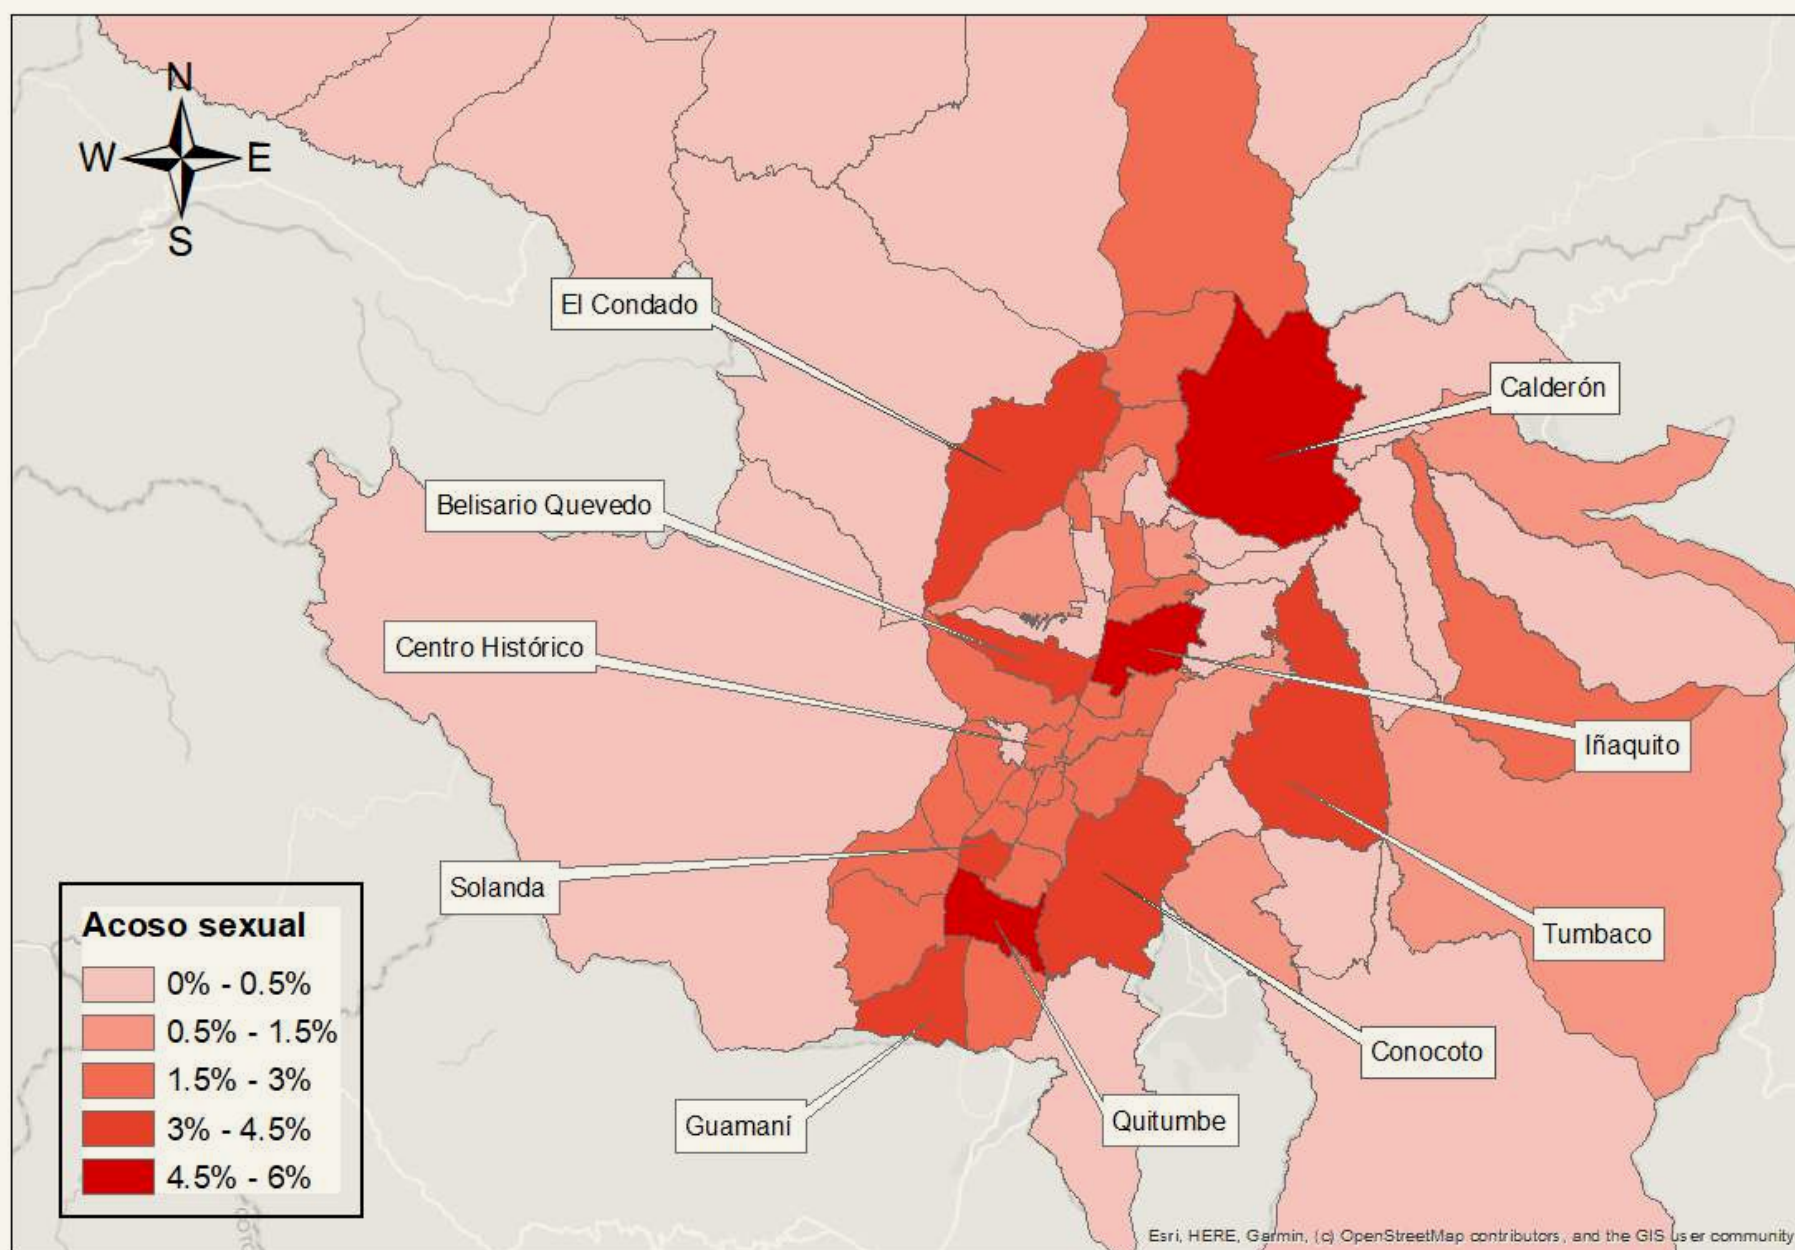 N
W E
S
El Condado
Calderón
Belisario Quevedo
Centro Histórico
Iñaquito
Solanda
Tumbaco
Conocoto
Guamaní
Quitumbe
Acoso sexual
0% - 0.5%
0.5% - 1.5%
1.5% - 3%
3% - 4.5%
4.5% - 6%
Esri, HERE, Garmin, (c) OpenStreetMap contributors, and the GIS user community